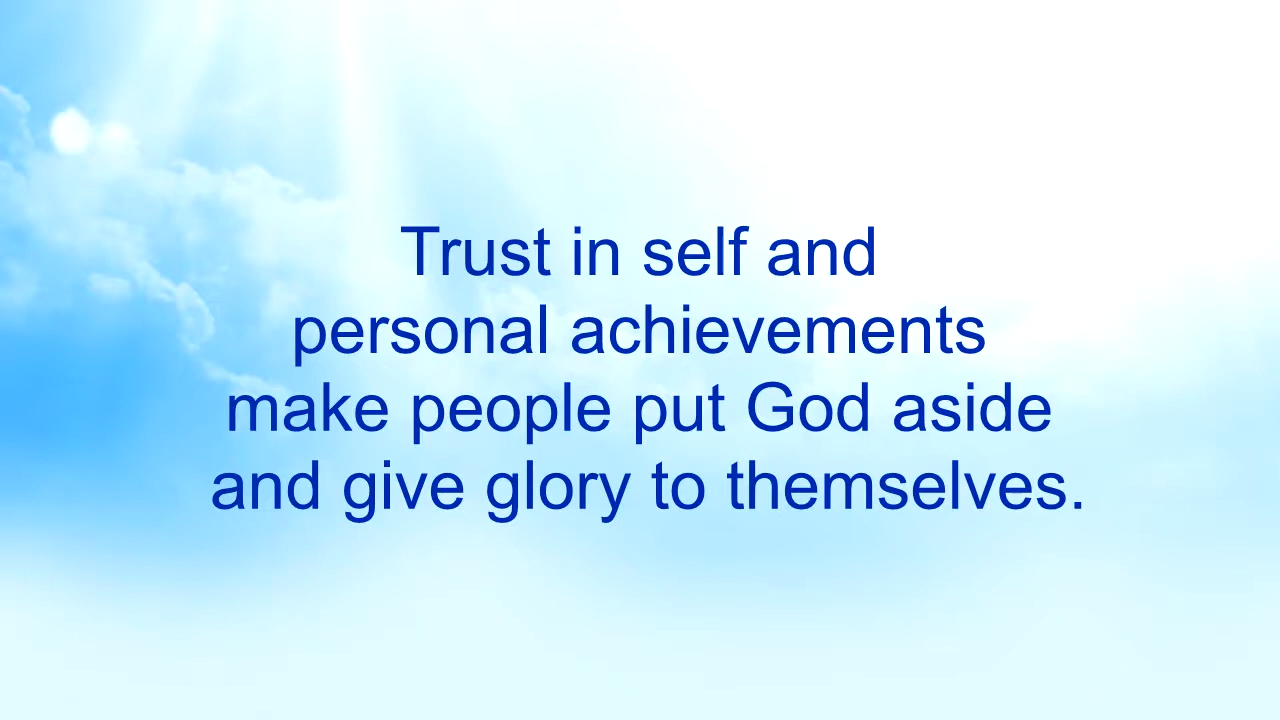 Trust in self and
personal achievements
make people put God aside
and give glory to themselves.